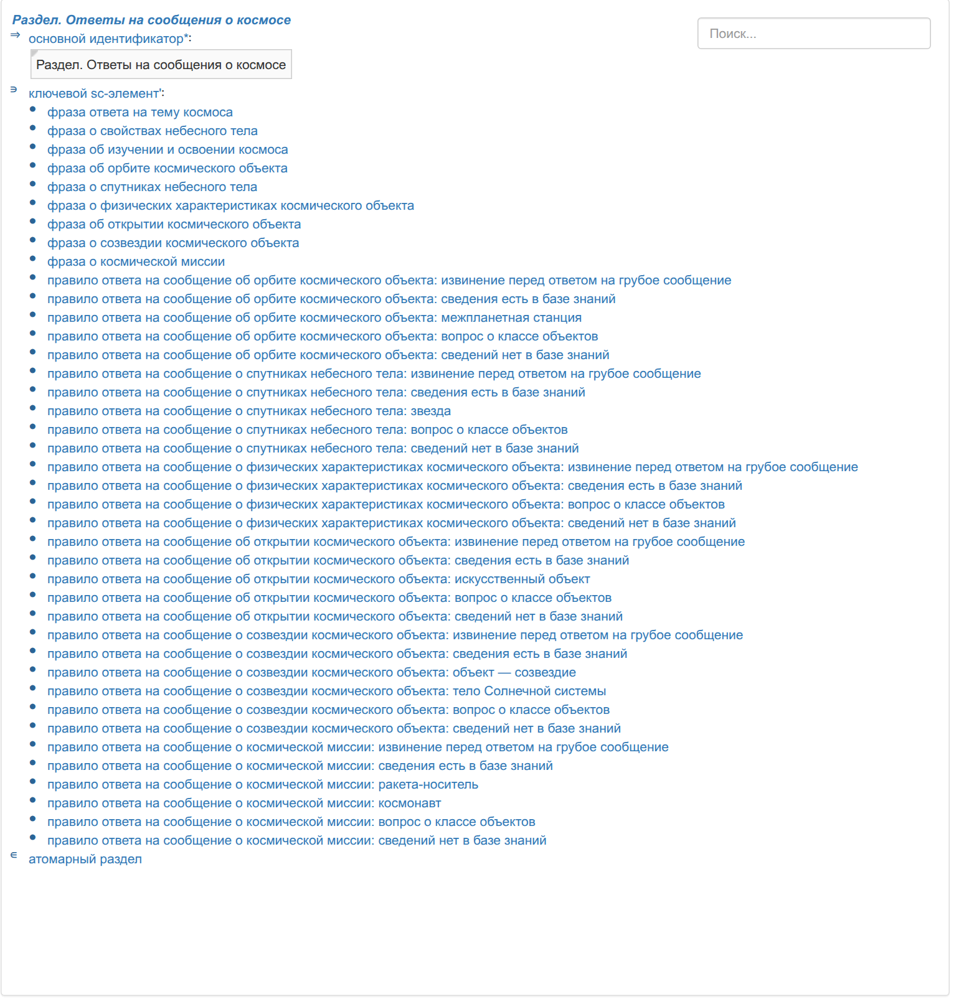 Раздел. Ответы на сообщения о космосе
Поиск...
⇒ основной идентификатор*:
Раздел. Ответы на сообщения о космосе
∋ ключевой sc-элемент':
• фраза ответа на тему космоса
• фраза о свойствах небесного тела
• фраза об изучении и освоении космоса
• фраза об орбите космического объекта
• фраза о спутниках небесного тела
• фраза о физических характеристиках космического объекта
• фраза об открытии космического объекта
• фраза о созвездии космического объекта
• фраза о космической миссии
• правило ответа на сообщение об орбите космического объекта: извинение перед ответом на грубое сообщение
• правило ответа на сообщение об орбите космического объекта: сведения есть в базе знаний
• правило ответа на сообщение об орбите космического объекта: межпланетная станция
• правило ответа на сообщение об орбите космического объекта: вопрос о классе объектов
• правило ответа на сообщение об орбите космического объекта: сведений нет в базе знаний
• правило ответа на сообщение о спутниках небесного тела: извинение перед ответом на грубое сообщение
• правило ответа на сообщение о спутниках небесного тела: сведения есть в базе знаний
• правило ответа на сообщение о спутниках небесного тела: звезда
• правило ответа на сообщение о спутниках небесного тела: вопрос о классе объектов
• правило ответа на сообщение о спутниках небесного тела: сведений нет в базе знаний
• правило ответа на сообщение о физических характеристиках космического объекта: извинение перед ответом на грубое сообщение
• правило ответа на сообщение о физических характеристиках космического объекта: сведения есть в базе знаний
• правило ответа на сообщение о физических характеристиках космического объекта: вопрос о классе объектов
• правило ответа на сообщение о физических характеристиках космического объекта: сведений нет в базе знаний
• правило ответа на сообщение об открытии космического объекта: извинение перед ответом на грубое сообщение
• правило ответа на сообщение об открытии космического объекта: сведения есть в базе знаний
• правило ответа на сообщение об открытии космического объекта: искусственный объект
• правило ответа на сообщение об открытии космического объекта: вопрос о классе объектов
• правило ответа на сообщение об открытии космического объекта: сведений нет в базе знаний
• правило ответа на сообщение о созвездии космического объекта: извинение перед ответом на грубое сообщение
• правило ответа на сообщение о созвездии космического объекта: сведения есть в базе знаний
• правило ответа на сообщение о созвездии космического объекта: объект — созвездие
• правило ответа на сообщение о созвездии космического объекта: тело Солнечной системы
• правило ответа на сообщение о созвездии космического объекта: вопрос о классе объектов
• правило ответа на сообщение о созвездии космического объекта: сведений нет в базе знаний
• правило ответа на сообщение о космической миссии: извинение перед ответом на грубое сообщение
• правило ответа на сообщение о космической миссии: сведения есть в базе знаний
• правило ответа на сообщение о космической миссии: ракета-носитель
• правило ответа на сообщение о космической миссии: космонавт
• правило ответа на сообщение о космической миссии: вопрос о классе объектов
• правило ответа на сообщение о космической миссии: сведений нет в базе знаний
∈ атомарный раздел